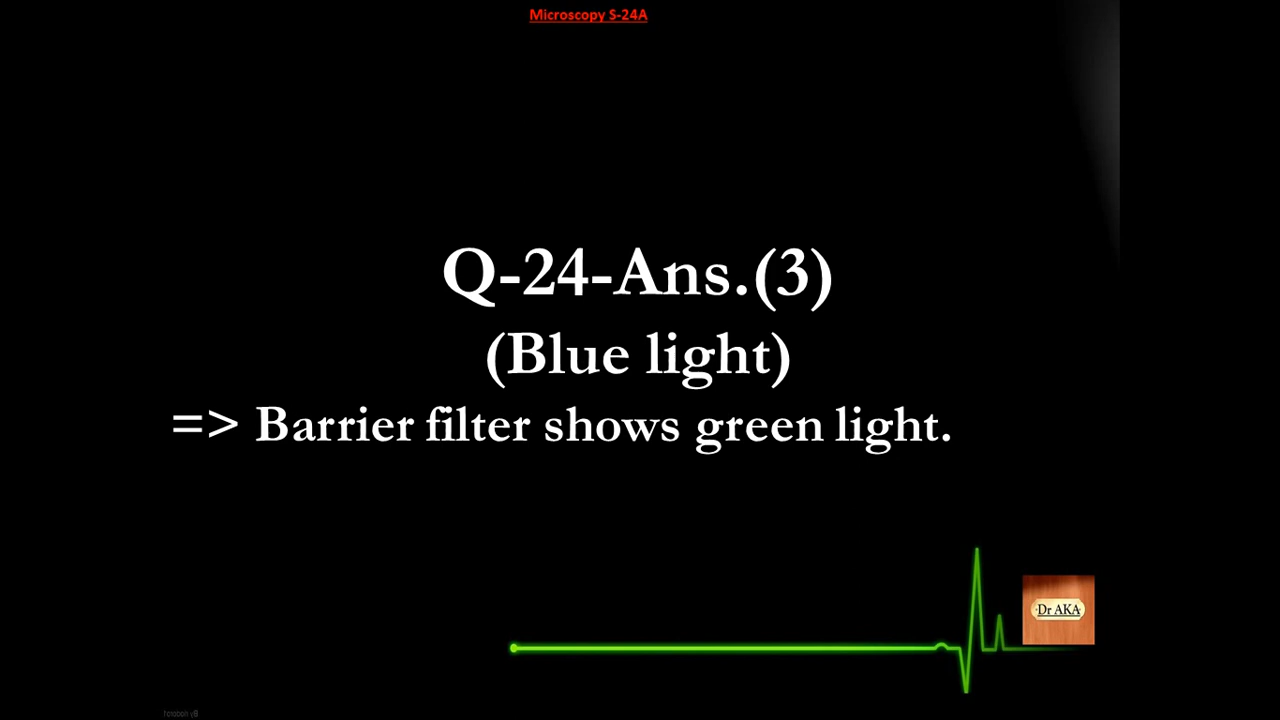 Microscopy S-24A
Q-24-Ans.(3)
(Blue light)
=> Barrier filter shows green light.
Dr AKA